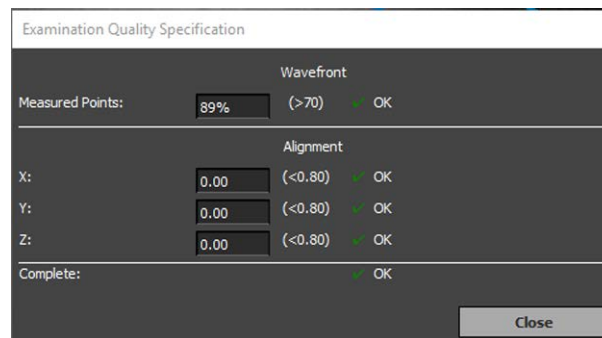 Examination Quality Specification
Wavefront
Measured Points: 89% (>70) ✓ OK
Alignment
X: 0.00 (<0.80) ✓ OK
Y: 0.00 (<0.80) ✓ OK
Z: 0.00 (<0.80) ✓ OK
Complete: ✓ OK
Close